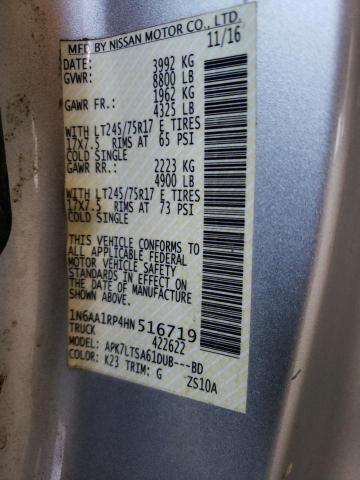 MFD BY NISSAN MOTOR CO., LTD.
11/16
DATE: 3992 KG
GVWR: 8800 LB
1962 KG
GAWR FR.: 4325 LB
WITH LT245/75R17 E TIRES
17X7.5 RIMS AT 65 PSI
COLD SINGLE
GAWR RR.: 2223 KG
4900 LB
WITH LT245/75R17 E TIRES
17X7.5 RIMS AT 73 PSI
COLD SINGLE
THIS VEHICLE CONFORMS TO
ALL APPLICABLE FEDERAL
MOTOR VEHICLE SAFETY
STANDARDS IN EFFECT
ON THE DATE OF
MANUFACTURE SHOWN ABOVE
1N6AA1RP4HN516719
TRUCK 422622
MODEL: APK7LTSA61DUB---BD
COLOR: K23 TRIM: G ZS10A